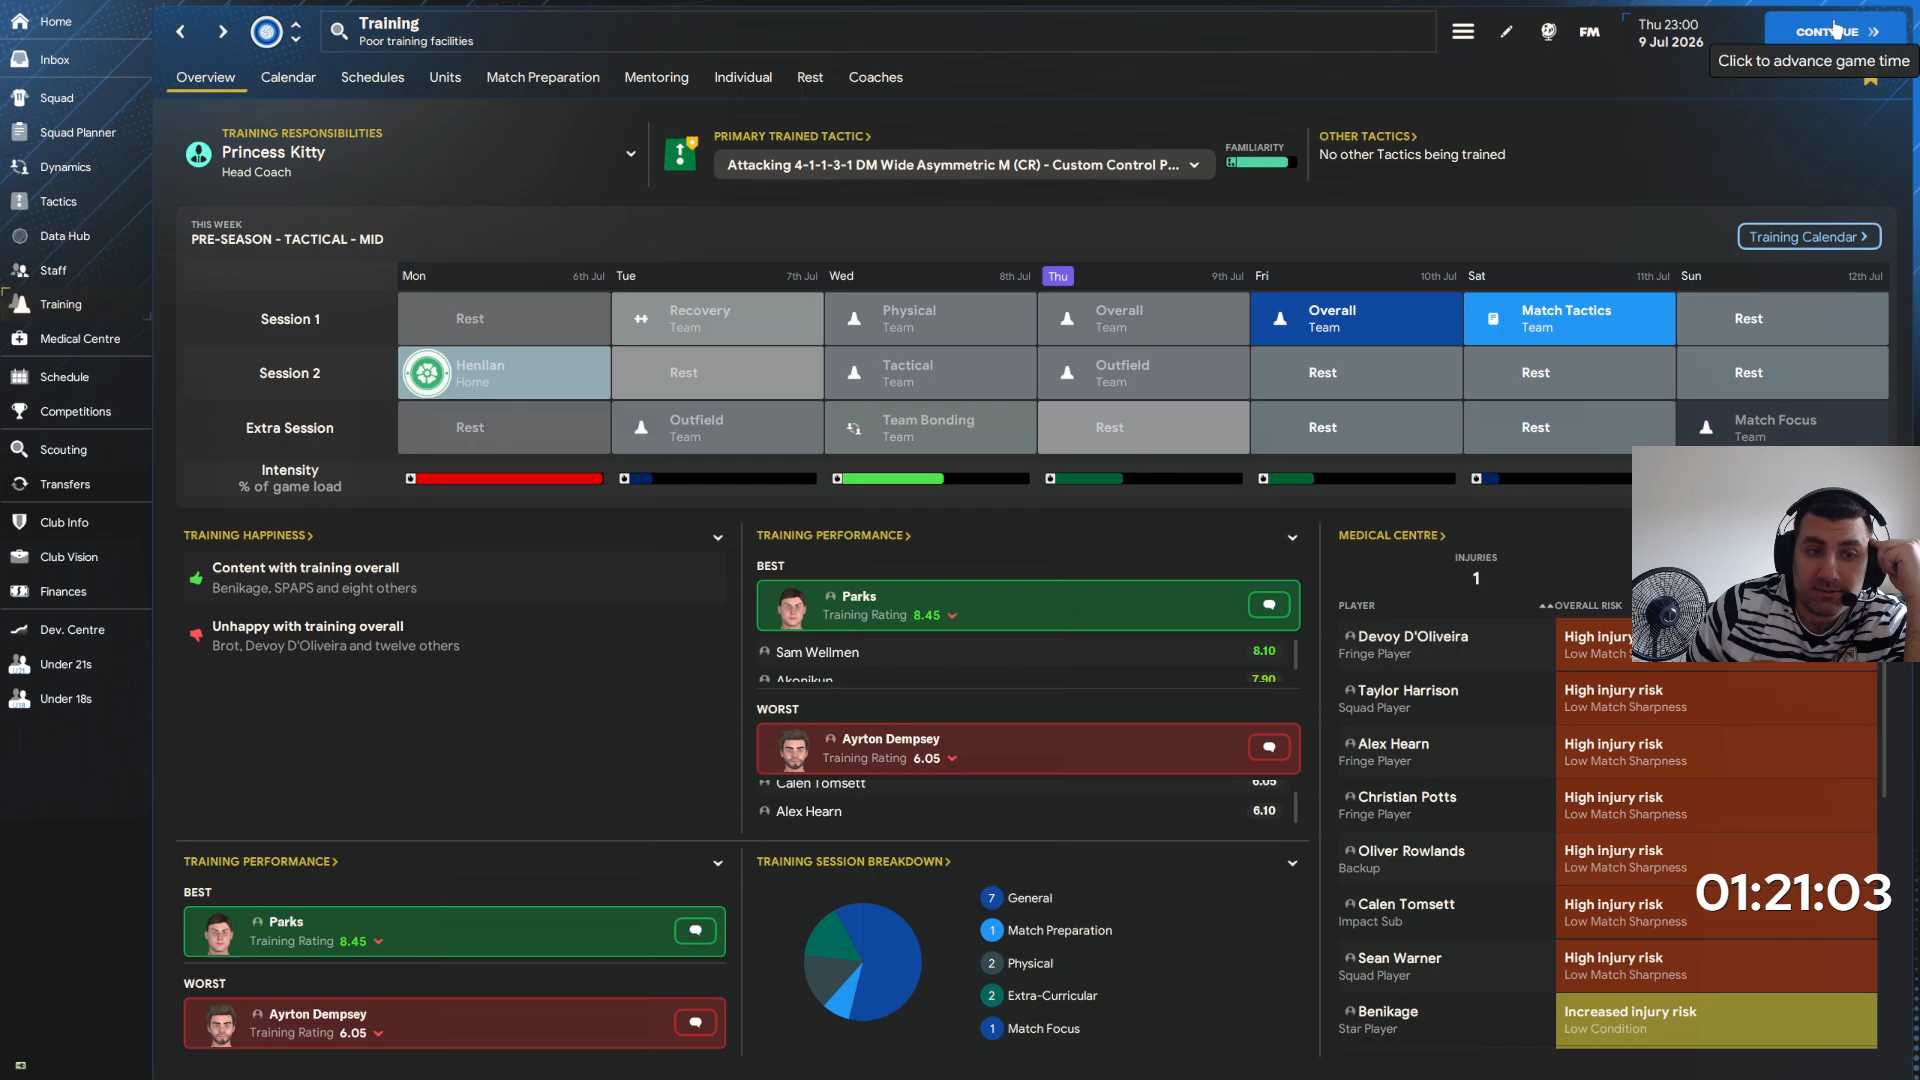 Home
Inbox
Squad
Squad Planner
Dynamics
Tactics
Data Hub
Staff
Training
Medical Centre
Schedule
Competitions
Scouting
Transfers
Club Info
Club Vision
Finances
Dev. Centre
Under 21s
Under 18s
Training
Poor training facilities
FM
Thu 23:00
9 Jul 2026
Click to advance game time
Overview
Calendar
Schedules
Units
Match Preparation
Mentoring
Individual
Rest
Coaches
TRAINING RESPONSIBILITIES
Princess Kitty
Head Coach
PRIMARY TRAINED TACTIC >
Attacking 4-1-1-3-1 DM Wide Asymmetric M (CR) - Custom Control P...
FAMILIARITY
OTHER TACTICS >
No other Tactics being trained
THIS WEEK
PRE-SEASON - TACTICAL - MID
Training Calendar >
Mon 6th Jul
Tue 7th Jul
Wed 8th Jul
Thu 9th Jul
Fri 10th Jul
Sat 11th Jul
Sun 12th Jul
Session 1
Rest
Recovery
Team
Physical
Team
Overall
Team
Overall
Team
Match Tactics
Team
Rest
Session 2
Henllan
Home
Rest
Tactical
Team
Outfield
Team
Rest
Rest
Rest
Extra Session
Rest
Outfield
Team
Team Bonding
Team
Rest
Rest
Rest
Match Focus
Team
Intensity
% of game load
TRAINING HAPPINESS >
Content with training overall
Benikage, SPAPS and eight others
Unhappy with training overall
Brot, Devoy D'Oliveira and twelve others
TRAINING PERFORMANCE >
BEST
Parks
Training Rating 8.45
Sam Wellmen 8.10
Akonikun 7.90
WORST
Ayrton Dempsey
Training Rating 6.05
Calen Tomsett 6.05
Alex Hearn 6.10
MEDICAL CENTRE >
INJURIES
1
PLAYER
OVERALL RISK
Devoy D'Oliveira
Fringe Player
High injury
Low Match
Taylor Harrison
Squad Player
High injury risk
Low Match Sharpness
Alex Hearn
Fringe Player
High injury risk
Low Match Sharpness
Christian Potts
Fringe Player
High injury risk
Low Match Sharpness
Oliver Rowlands
Backup
High injury risk
Low Match Sharpness
Calen Tomsett
Impact Sub
High injury risk
Low Match Sharpness
Sean Warner
Squad Player
High injury risk
Low Match Sharpness
Benikage
Star Player
Increased injury risk
Low Condition
01:21:03
TRAINING PERFORMANCE >
BEST
Parks
Training Rating 8.45
WORST
Ayrton Dempsey
Training Rating 6.05
TRAINING SESSION BREAKDOWN >
7 General
1 Match Preparation
2 Physical
2 Extra-Curricular
1 Match Focus